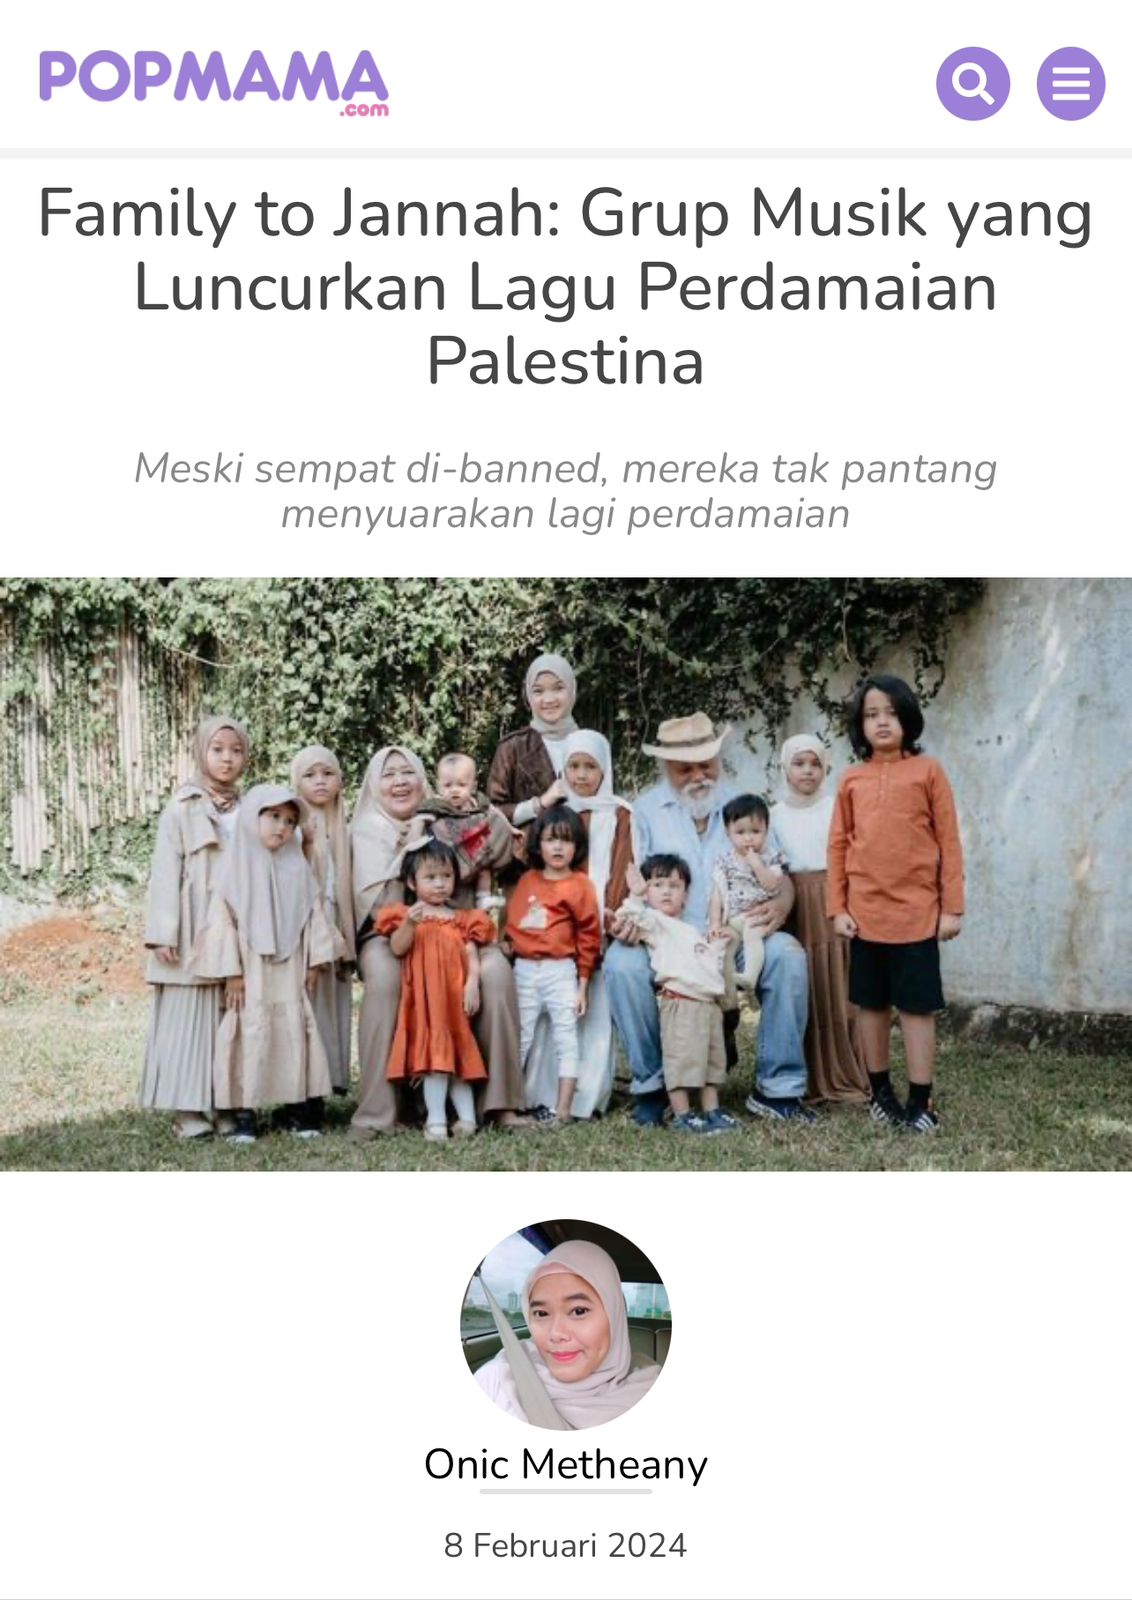 POPMAMA
.com
Family to Jannah: Grup Musik yang
Luncurkan Lagu Perdamaian
Palestina
Meski sempat di-banned, mereka tak pantang
menyuarakan lagi perdamaian
Onic Metheany
8 Februari 2024